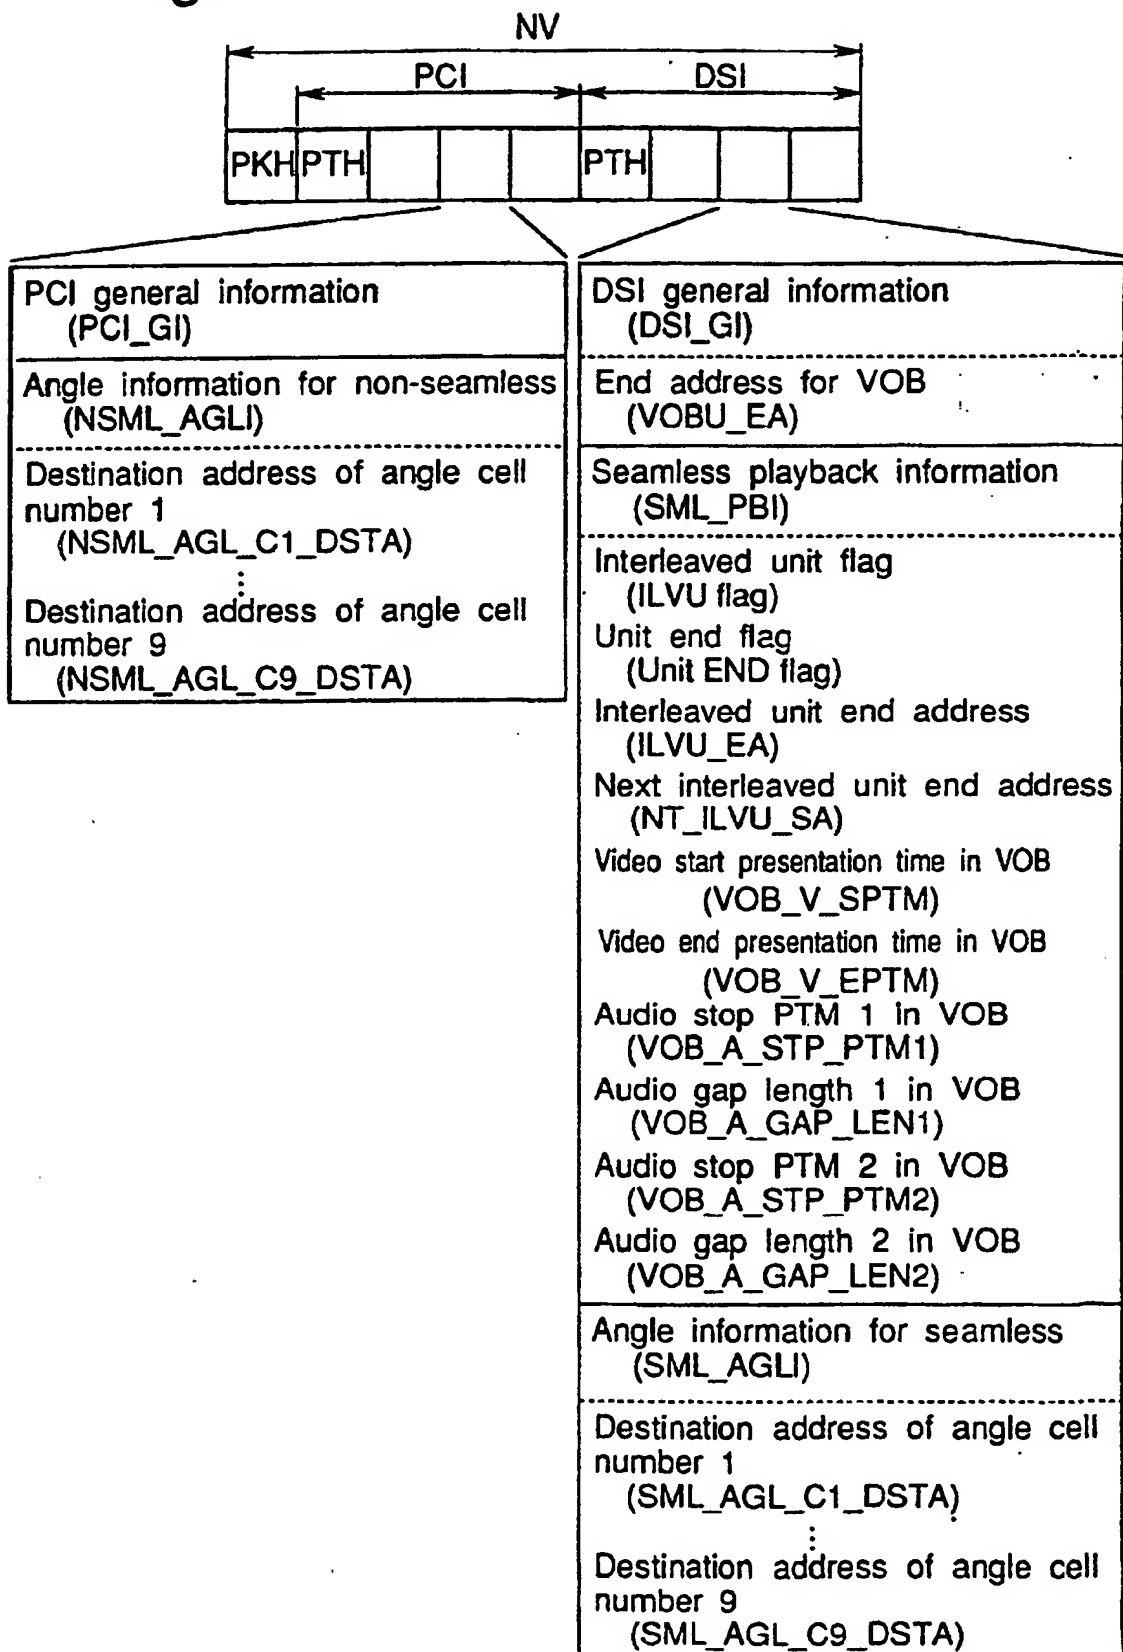 g
NV
PCI DSI
PKH PTH PTH
PCI general information
(PCI_GI)
Angle information for non-seamless
(NSML_AGLI)
Destination address of angle cell
number 1
(NSML_AGL_C1_DSTA)
⋮
Destination address of angle cell
number 9
(NSML_AGL_C9_DSTA)
DSI general information
(DSI_GI)
End address for VOB
(VOBU_EA)
Seamless playback information
(SML_PBI)
Interleaved unit flag
(ILVU flag)
Unit end flag
(Unit END flag)
Interleaved unit end address
(ILVU_EA)
Next interleaved unit end address
(NT_ILVU_SA)
Video start presentation time in VOB
(VOB_V_SPTM)
Video end presentation time in VOB
(VOB_V_EPTM)
Audio stop PTM 1 in VOB
(VOB_A_STP_PTM1)
Audio gap length 1 in VOB
(VOB_A_GAP_LEN1)
Audio stop PTM 2 in VOB
(VOB_A_STP_PTM2)
Audio gap length 2 in VOB
(VOB_A_GAP_LEN2)
Angle information for seamless
(SML_AGLI)
Destination address of angle cell
number 1
(SML_AGL_C1_DSTA)
⋮
Destination address of angle cell
number 9
(SML_AGL_C9_DSTA)